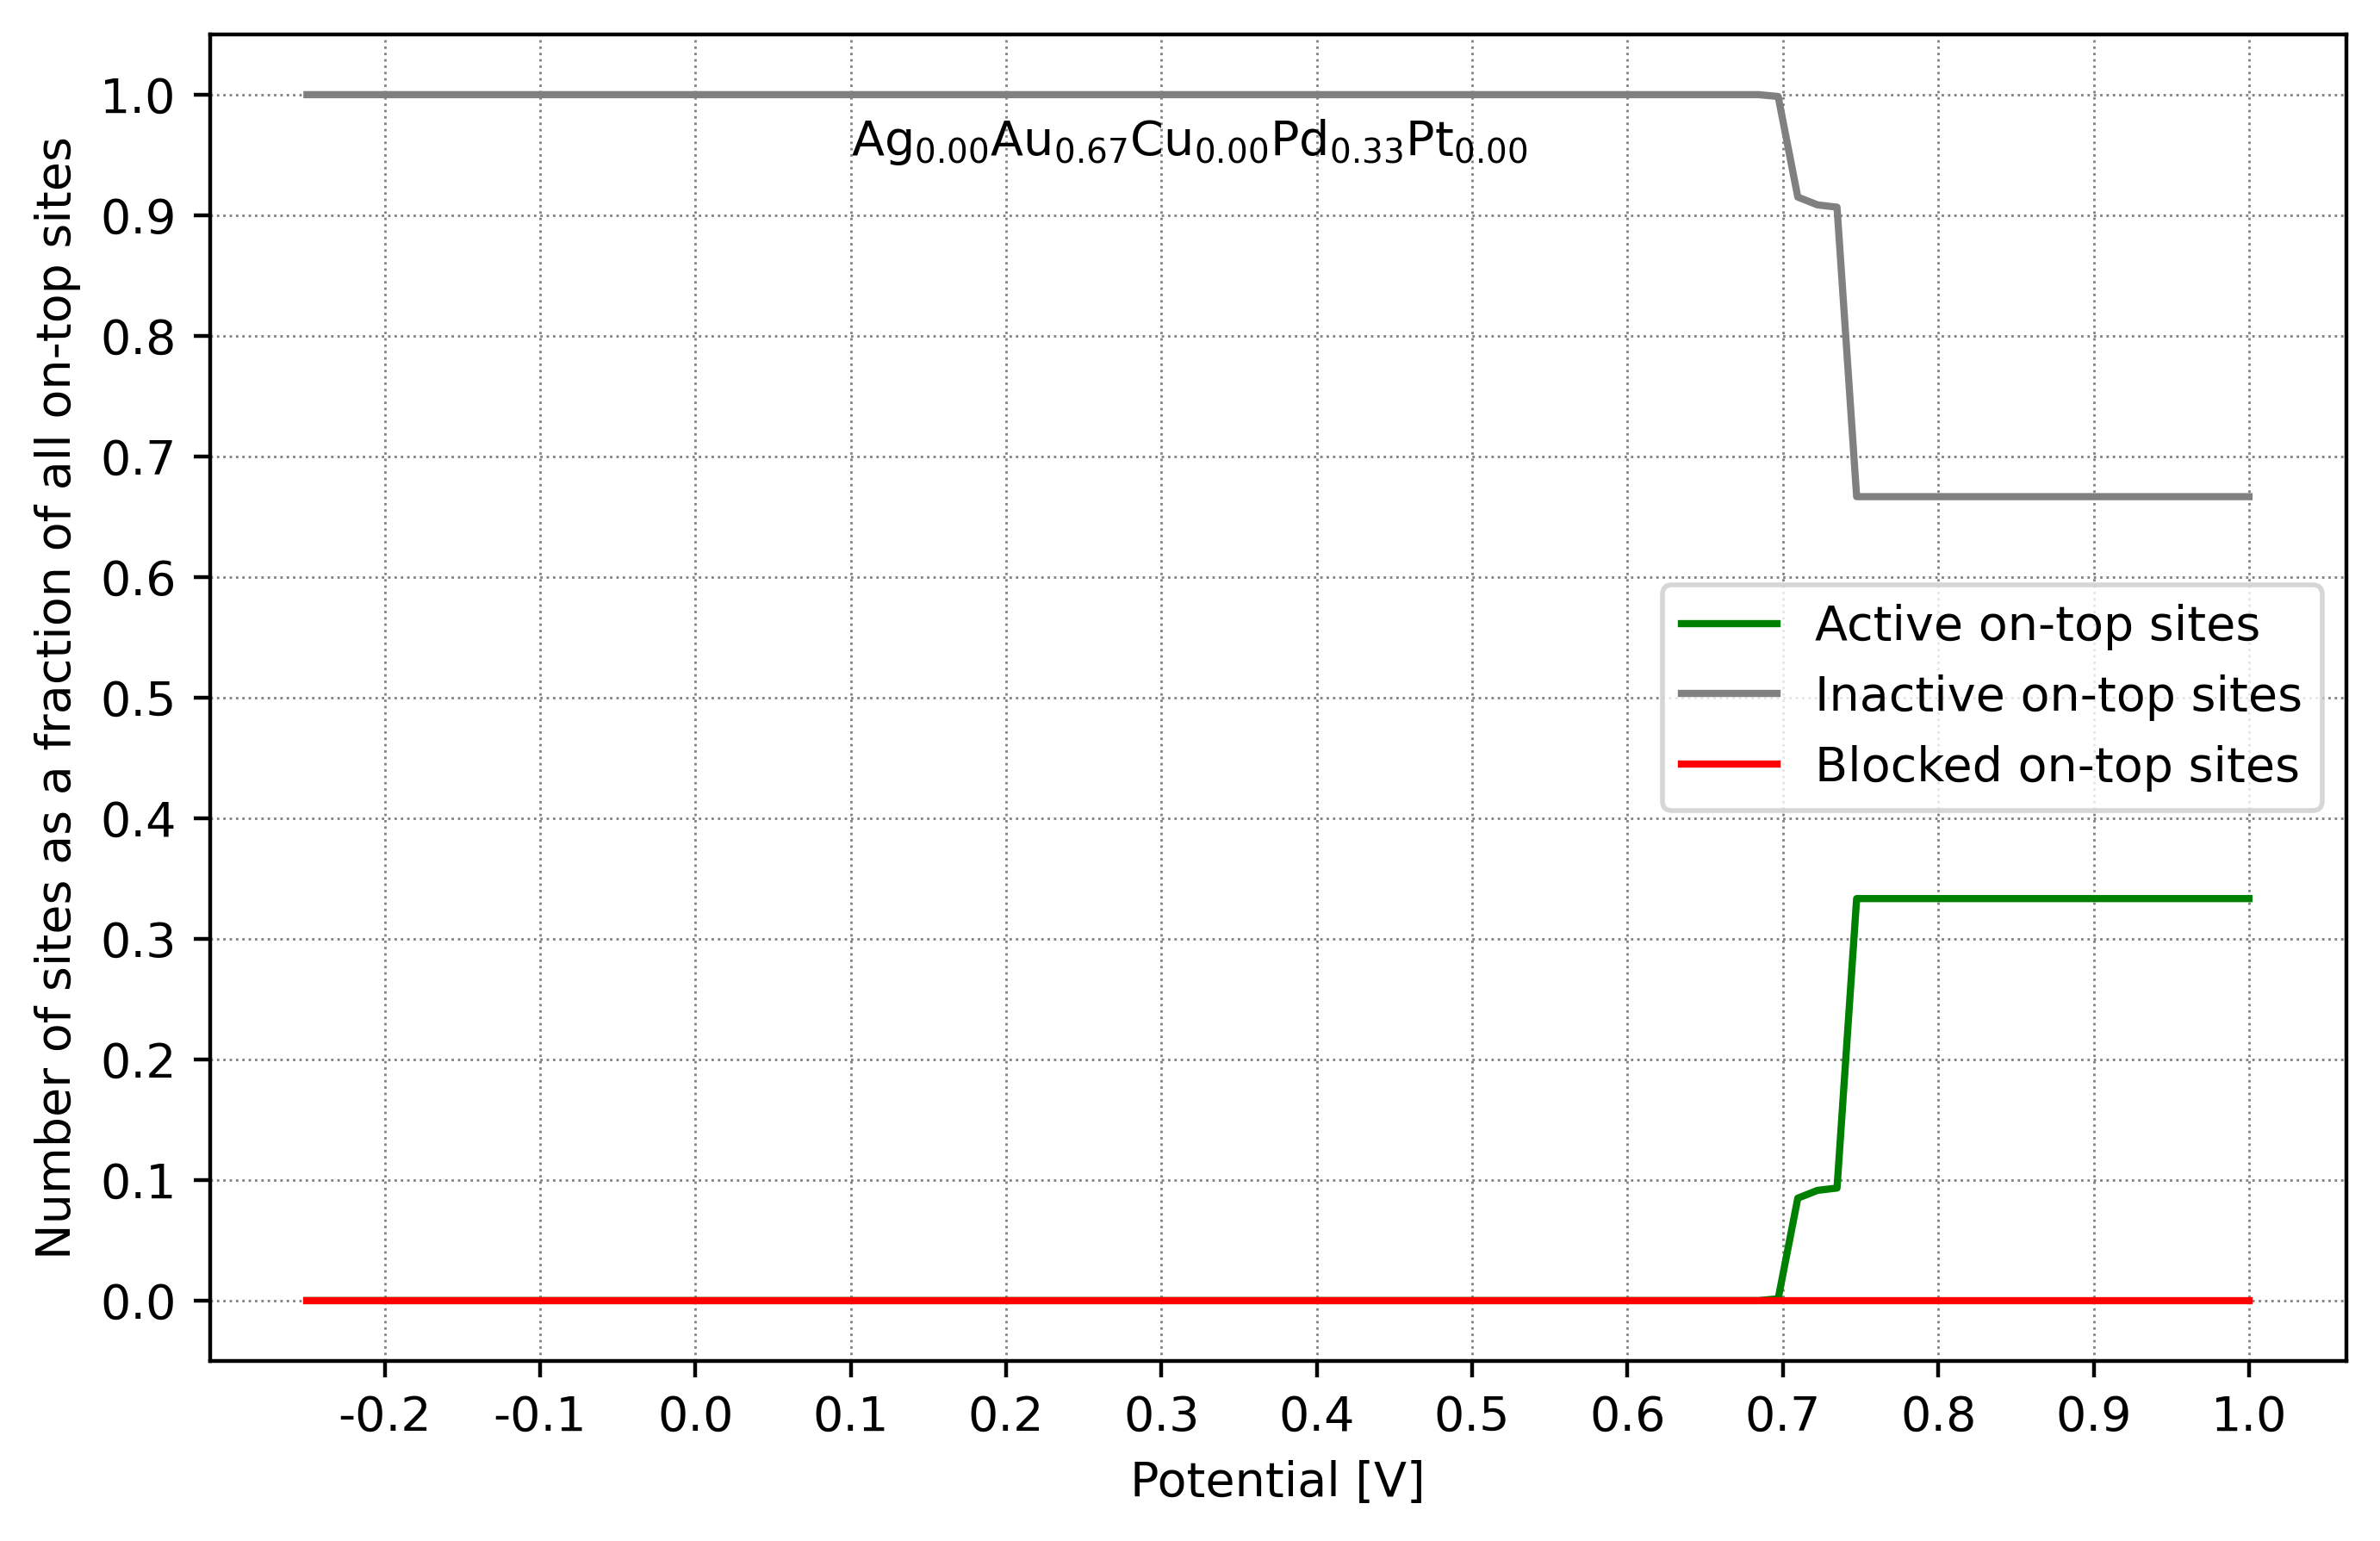 Number of sites as a fraction of all on-top sites
1.0
0.9
0.8
0.7
0.6
0.5
0.4
0.3
0.2
0.1
0.0
Ag0.00Au0.67Cu0.00Pd0.33Pt0.00
Active on-top sites
Inactive on-top sites
Blocked on-top sites
-0.2 -0.1 0.0 0.1 0.2 0.3 0.4 0.5 0.6 0.7 0.8 0.9 1.0
Potential [V]